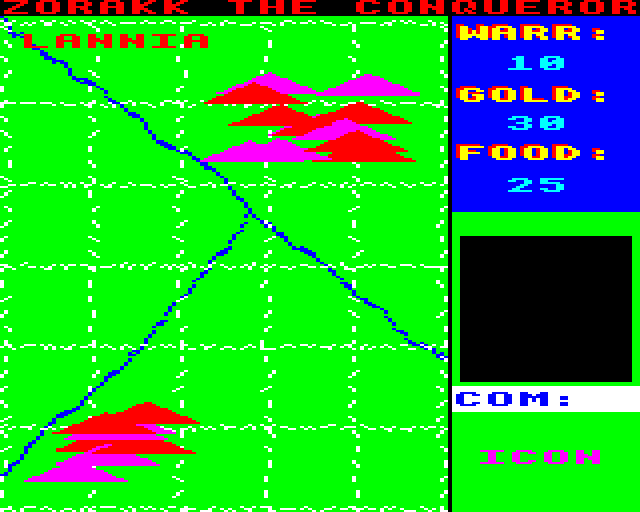 ZORAKK THE CONQUEROR
LANNIA
WARR:
10
GOLD:
30
FOOD:
25
COM:
ICON